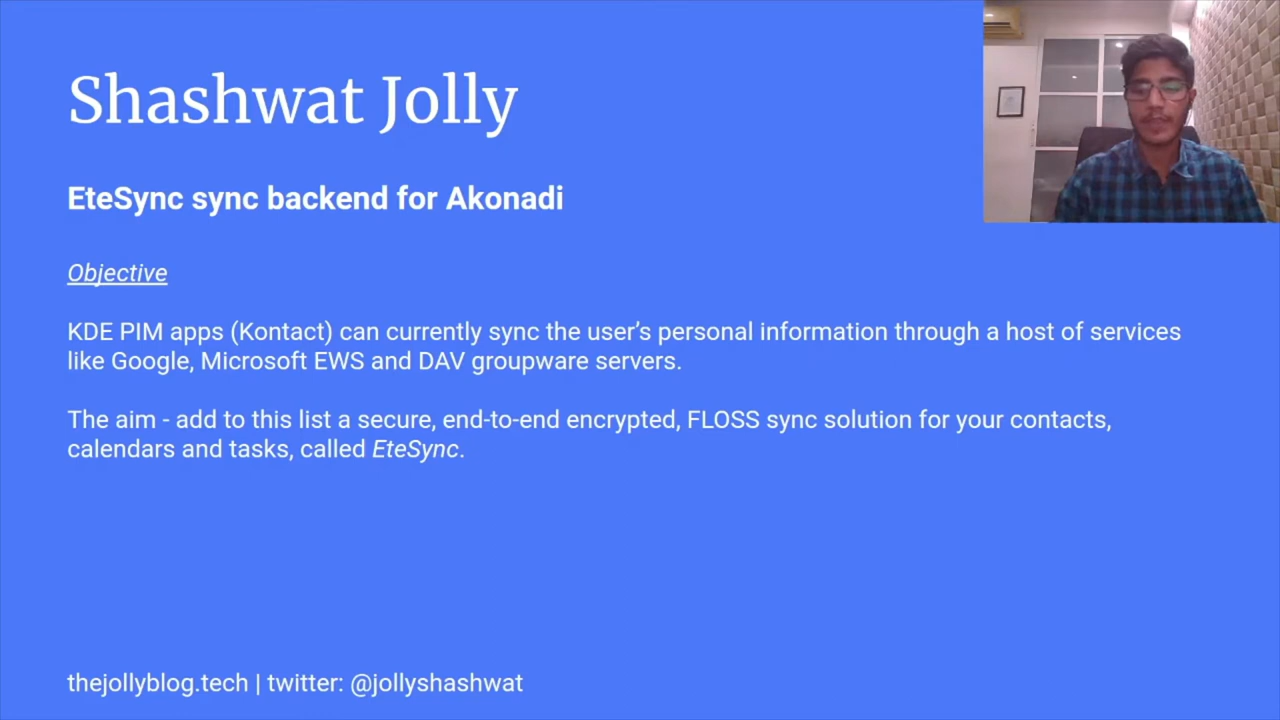 Shashwat Jolly
EteSync sync backend for Akonadi
Objective
KDE PIM apps (Kontact) can currently sync the user’s personal information through a host of services
like Google, Microsoft EWS and DAV groupware servers.
The aim - add to this list a secure, end-to-end encrypted, FLOSS sync solution for your contacts,
calendars and tasks, called EteSync.
thejollyblog.tech | twitter: @jollyshashwat